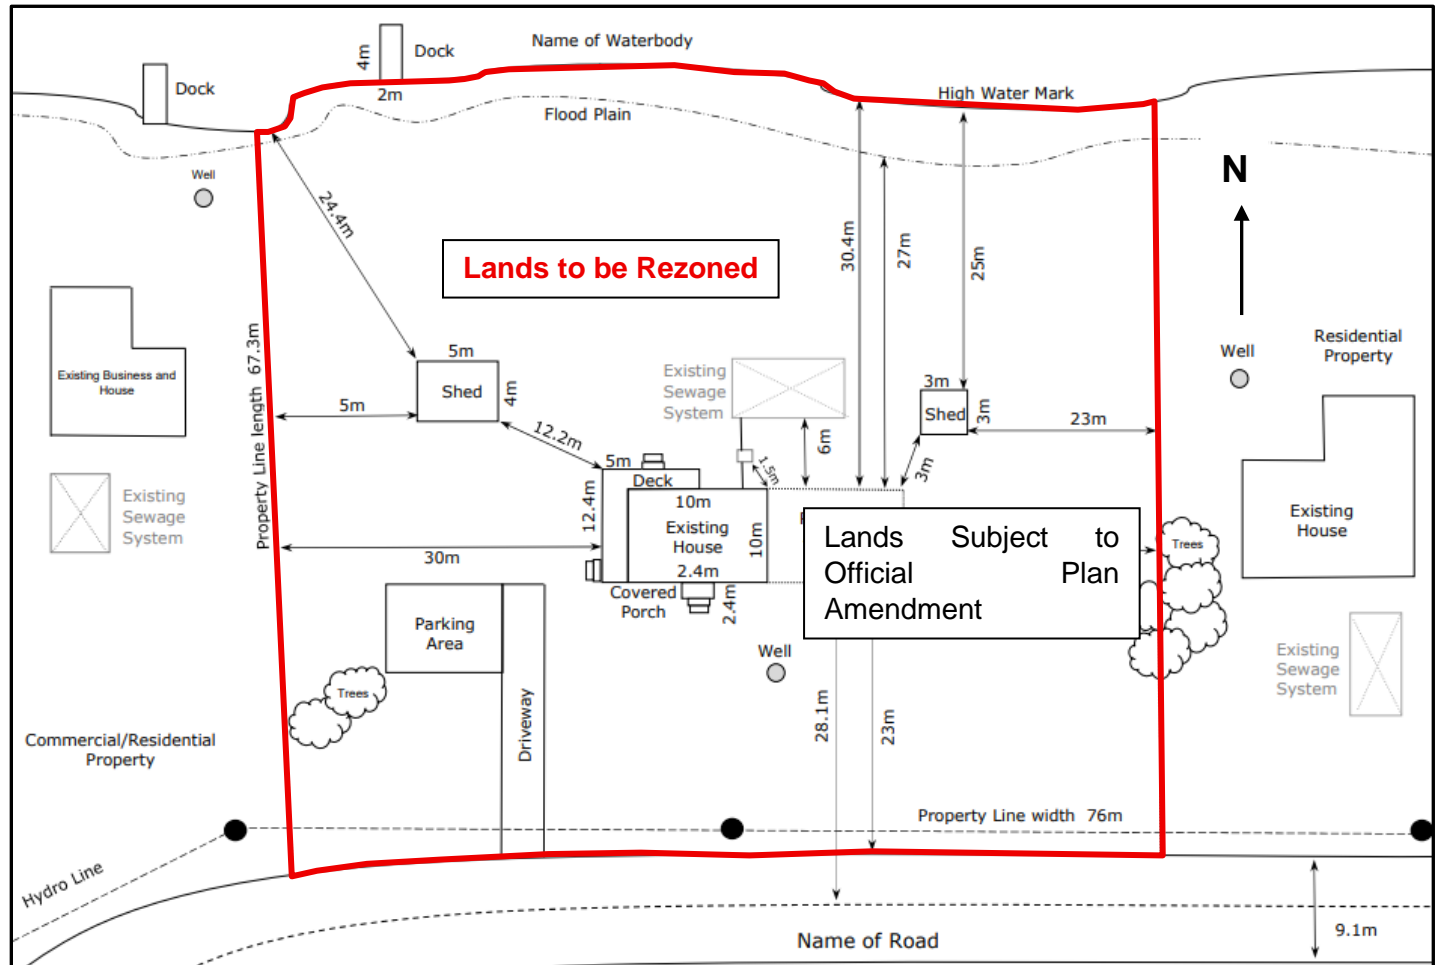 Name of Waterbody
4m
Dock
Dock
2m
High Water Mark
Flood Plain
Well
N
24.4m
30.4m
27m
25m
Lands to be Rezoned
Property Line length 67.3m
Existing Business and
House
5m
Shed
4m
5m
12.2m
Existing
Sewage
System
6m
1.5m
3m
Shed
3m
23m
3m
Well
Residential
Property
Existing
Sewage
System
5m
Deck
12.4m
10m
Existing
House
10m
2.4m
30m
Covered
Porch
2.4m
Lands Subject to
Official Plan
Amendment
Trees
Existing
House
Parking
Area
Well
Existing
Sewage
System
Trees
Driveway
28.1m
23m
Commercial/Residential
Property
Property Line width 76m
Hydro Line
Name of Road
9.1m